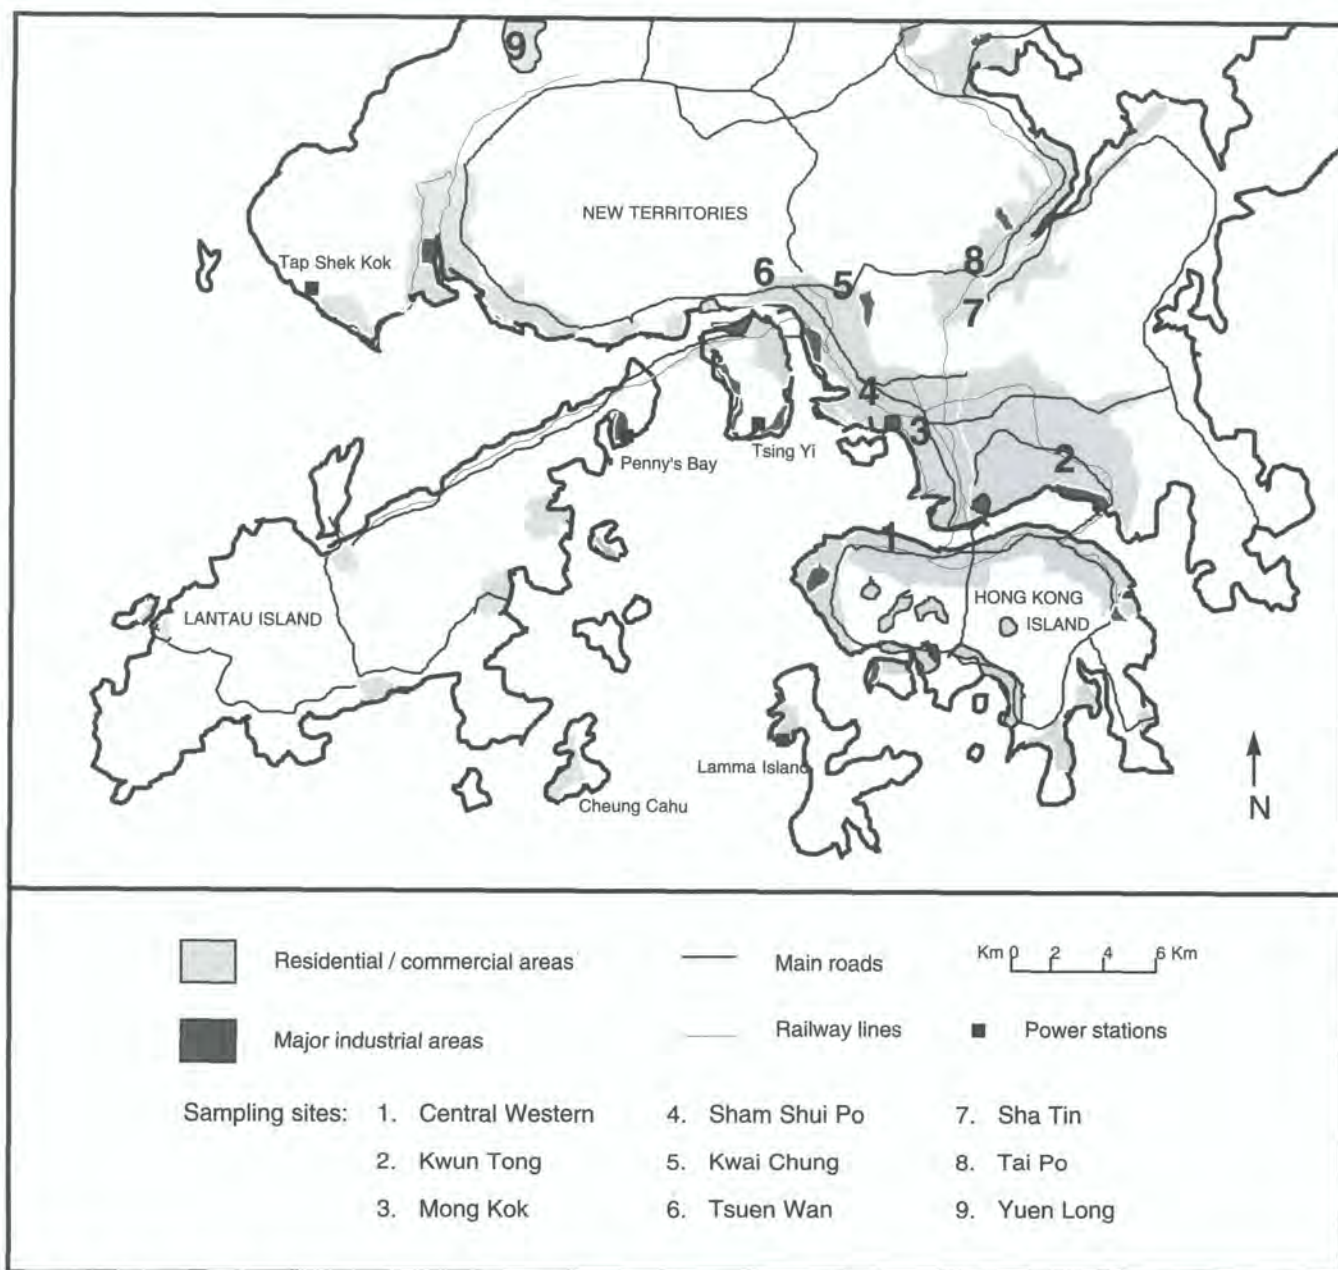 9
NEW TERRITORIES
Tap Shek Kok
6
5
8
7
4
3
2
Penny's Bay
Tsing Yi
1
LANTAU ISLAND
HONG KONG
ISLAND
Lamma Island
Cheung Cahu
N
Residential / commercial areas
Main roads
Km 0 2 4 6 Km
Major industrial areas
Railway lines
Power stations
Sampling sites: 1. Central Western 4. Sham Shui Po 7. Sha Tin
2. Kwun Tong 5. Kwai Chung 8. Tai Po
3. Mong Kok 6. Tsuen Wan 9. Yuen Long